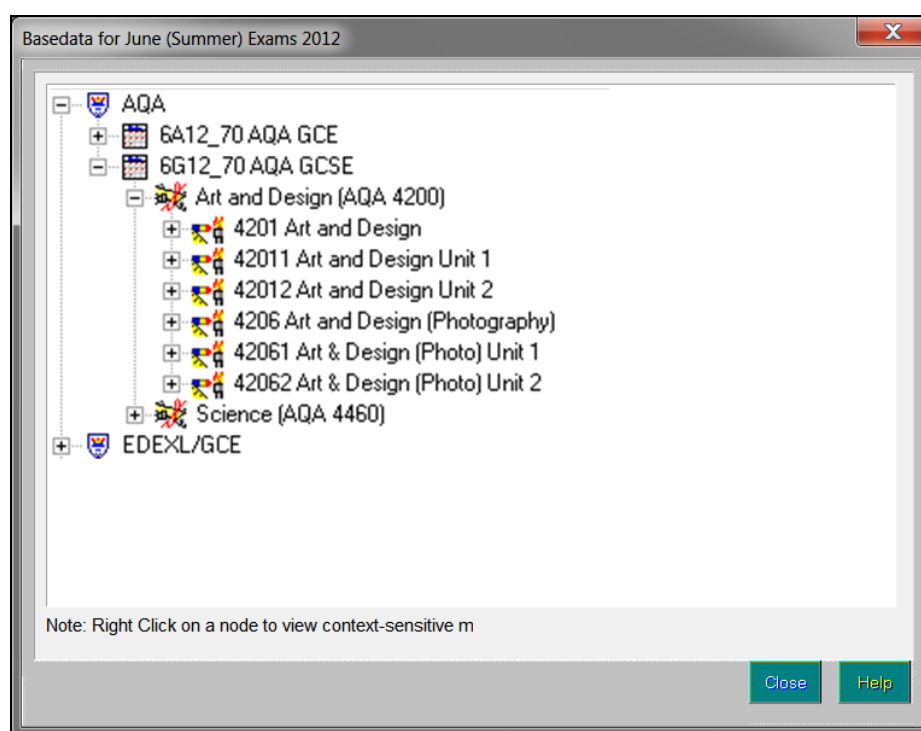 Basedata for June (Summer) Exams 2012
AQA
6A12_70 AQA GCE
6G12_70 AQA GCSE
Art and Design (AQA 4200)
4201 Art and Design
42011 Art and Design Unit 1
42012 Art and Design Unit 2
4206 Art and Design (Photography)
42061 Art & Design (Photo) Unit 1
42062 Art & Design (Photo) Unit 2
Science (AQA 4460)
EDEXL/GCE
Note: Right Click on a node to view context-sensitive m
Close Help